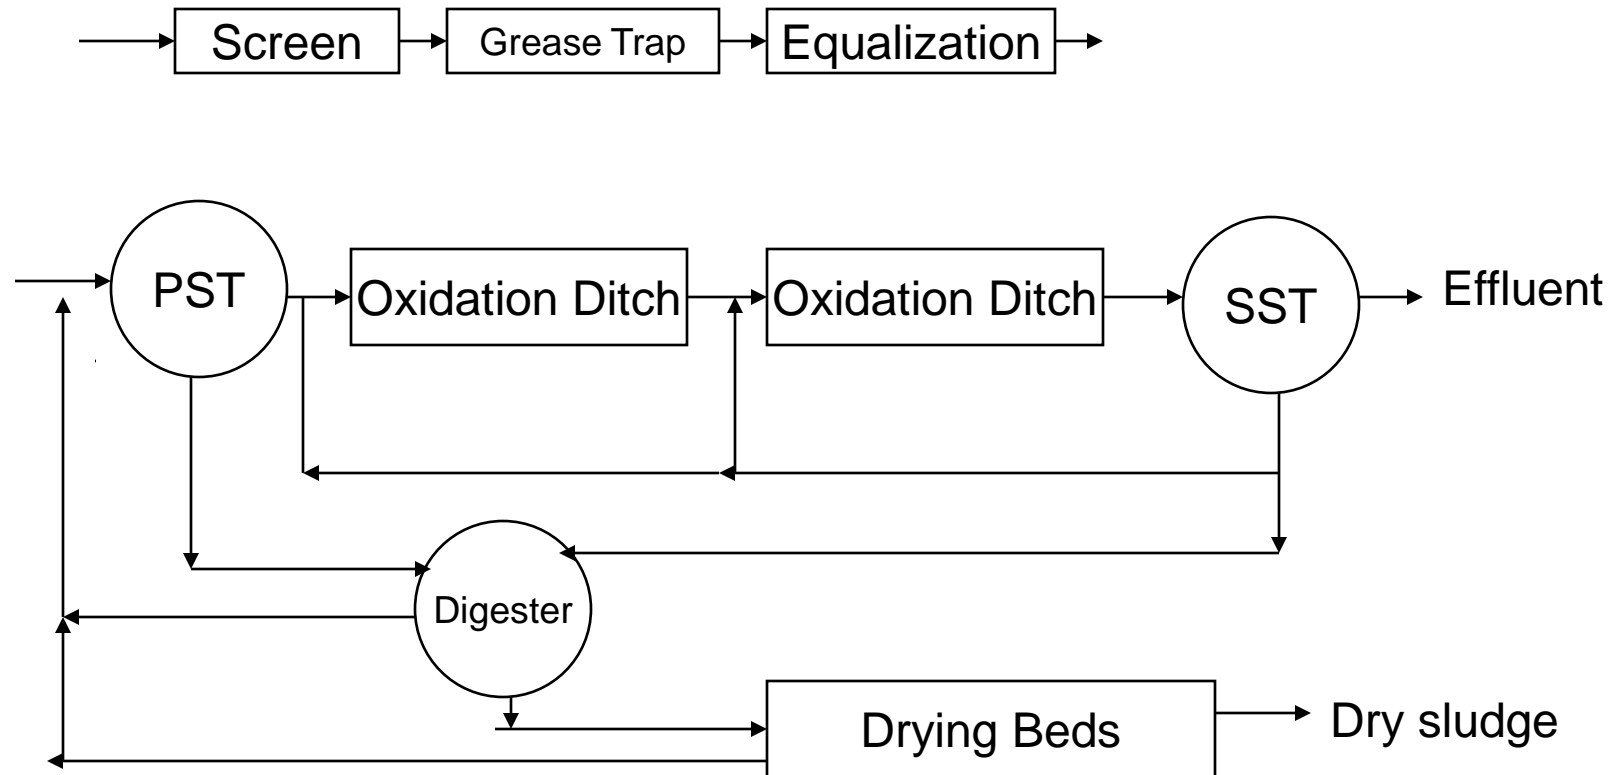 Screen
Grease Trap
Equalization
PST
Oxidation Ditch
Oxidation Ditch
SST
Effluent
Digester
Drying Beds
Dry sludge